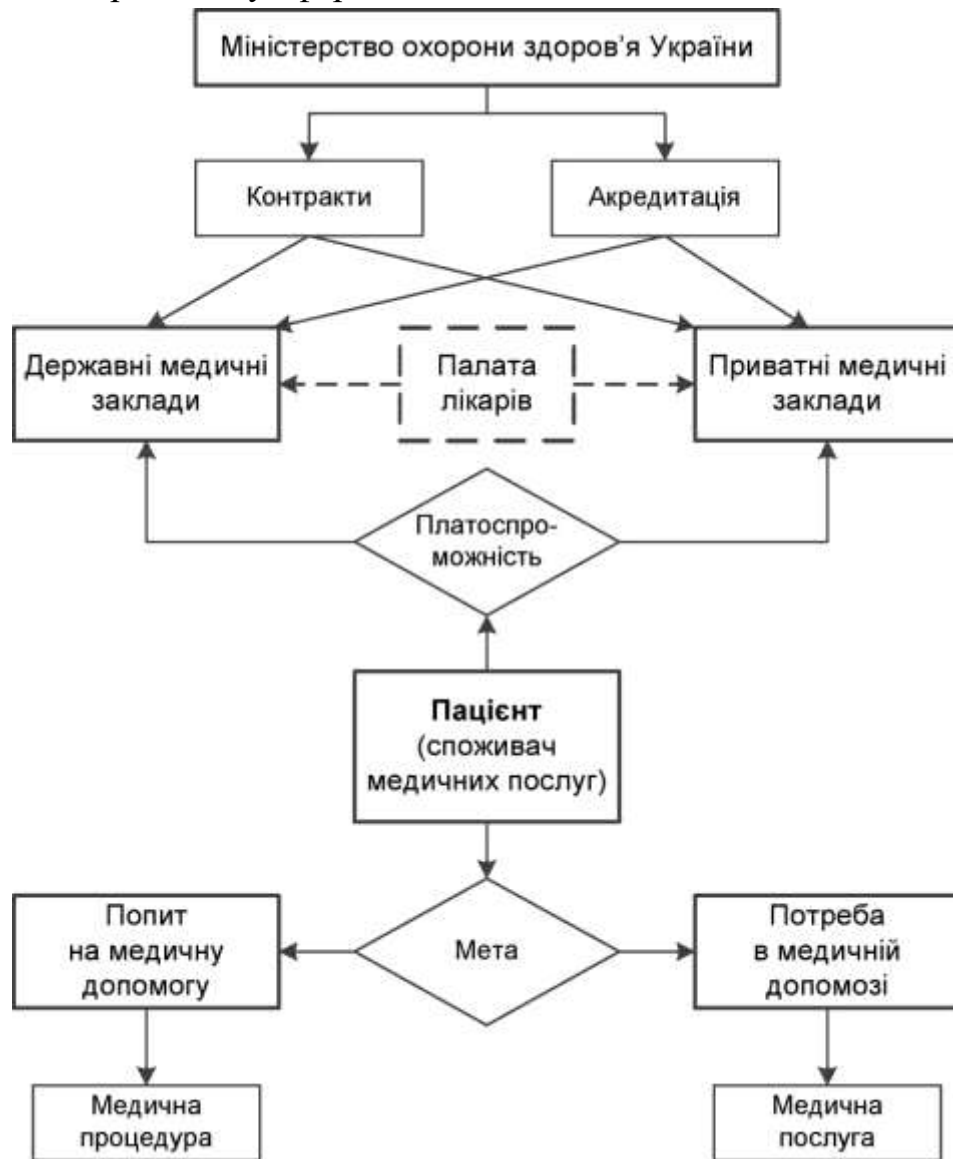 Міністерство охорони здоров’я України
Контракти
Акредитація
Державні медичні
заклади
Палата
лікарів
Приватні медичні
заклади
Платоспро-
можність
Пацієнт
(споживач
медичних послуг)
Попит
на медичну
допомогу
Мета
Потреба
в медичній
допомозі
Медична
процедура
Медична
послуга